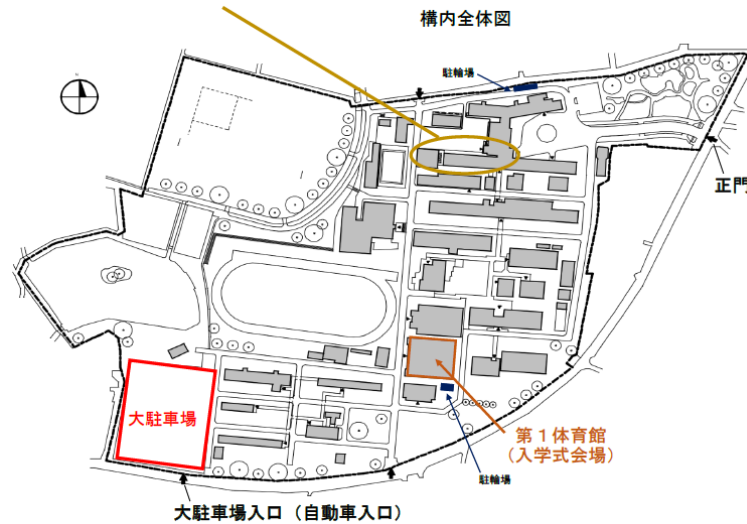 構内全体図
駐輪場
正門
大駐車場
第１体育館
（入学式会場）
駐輪場
大駐車場入口（自動車入口）